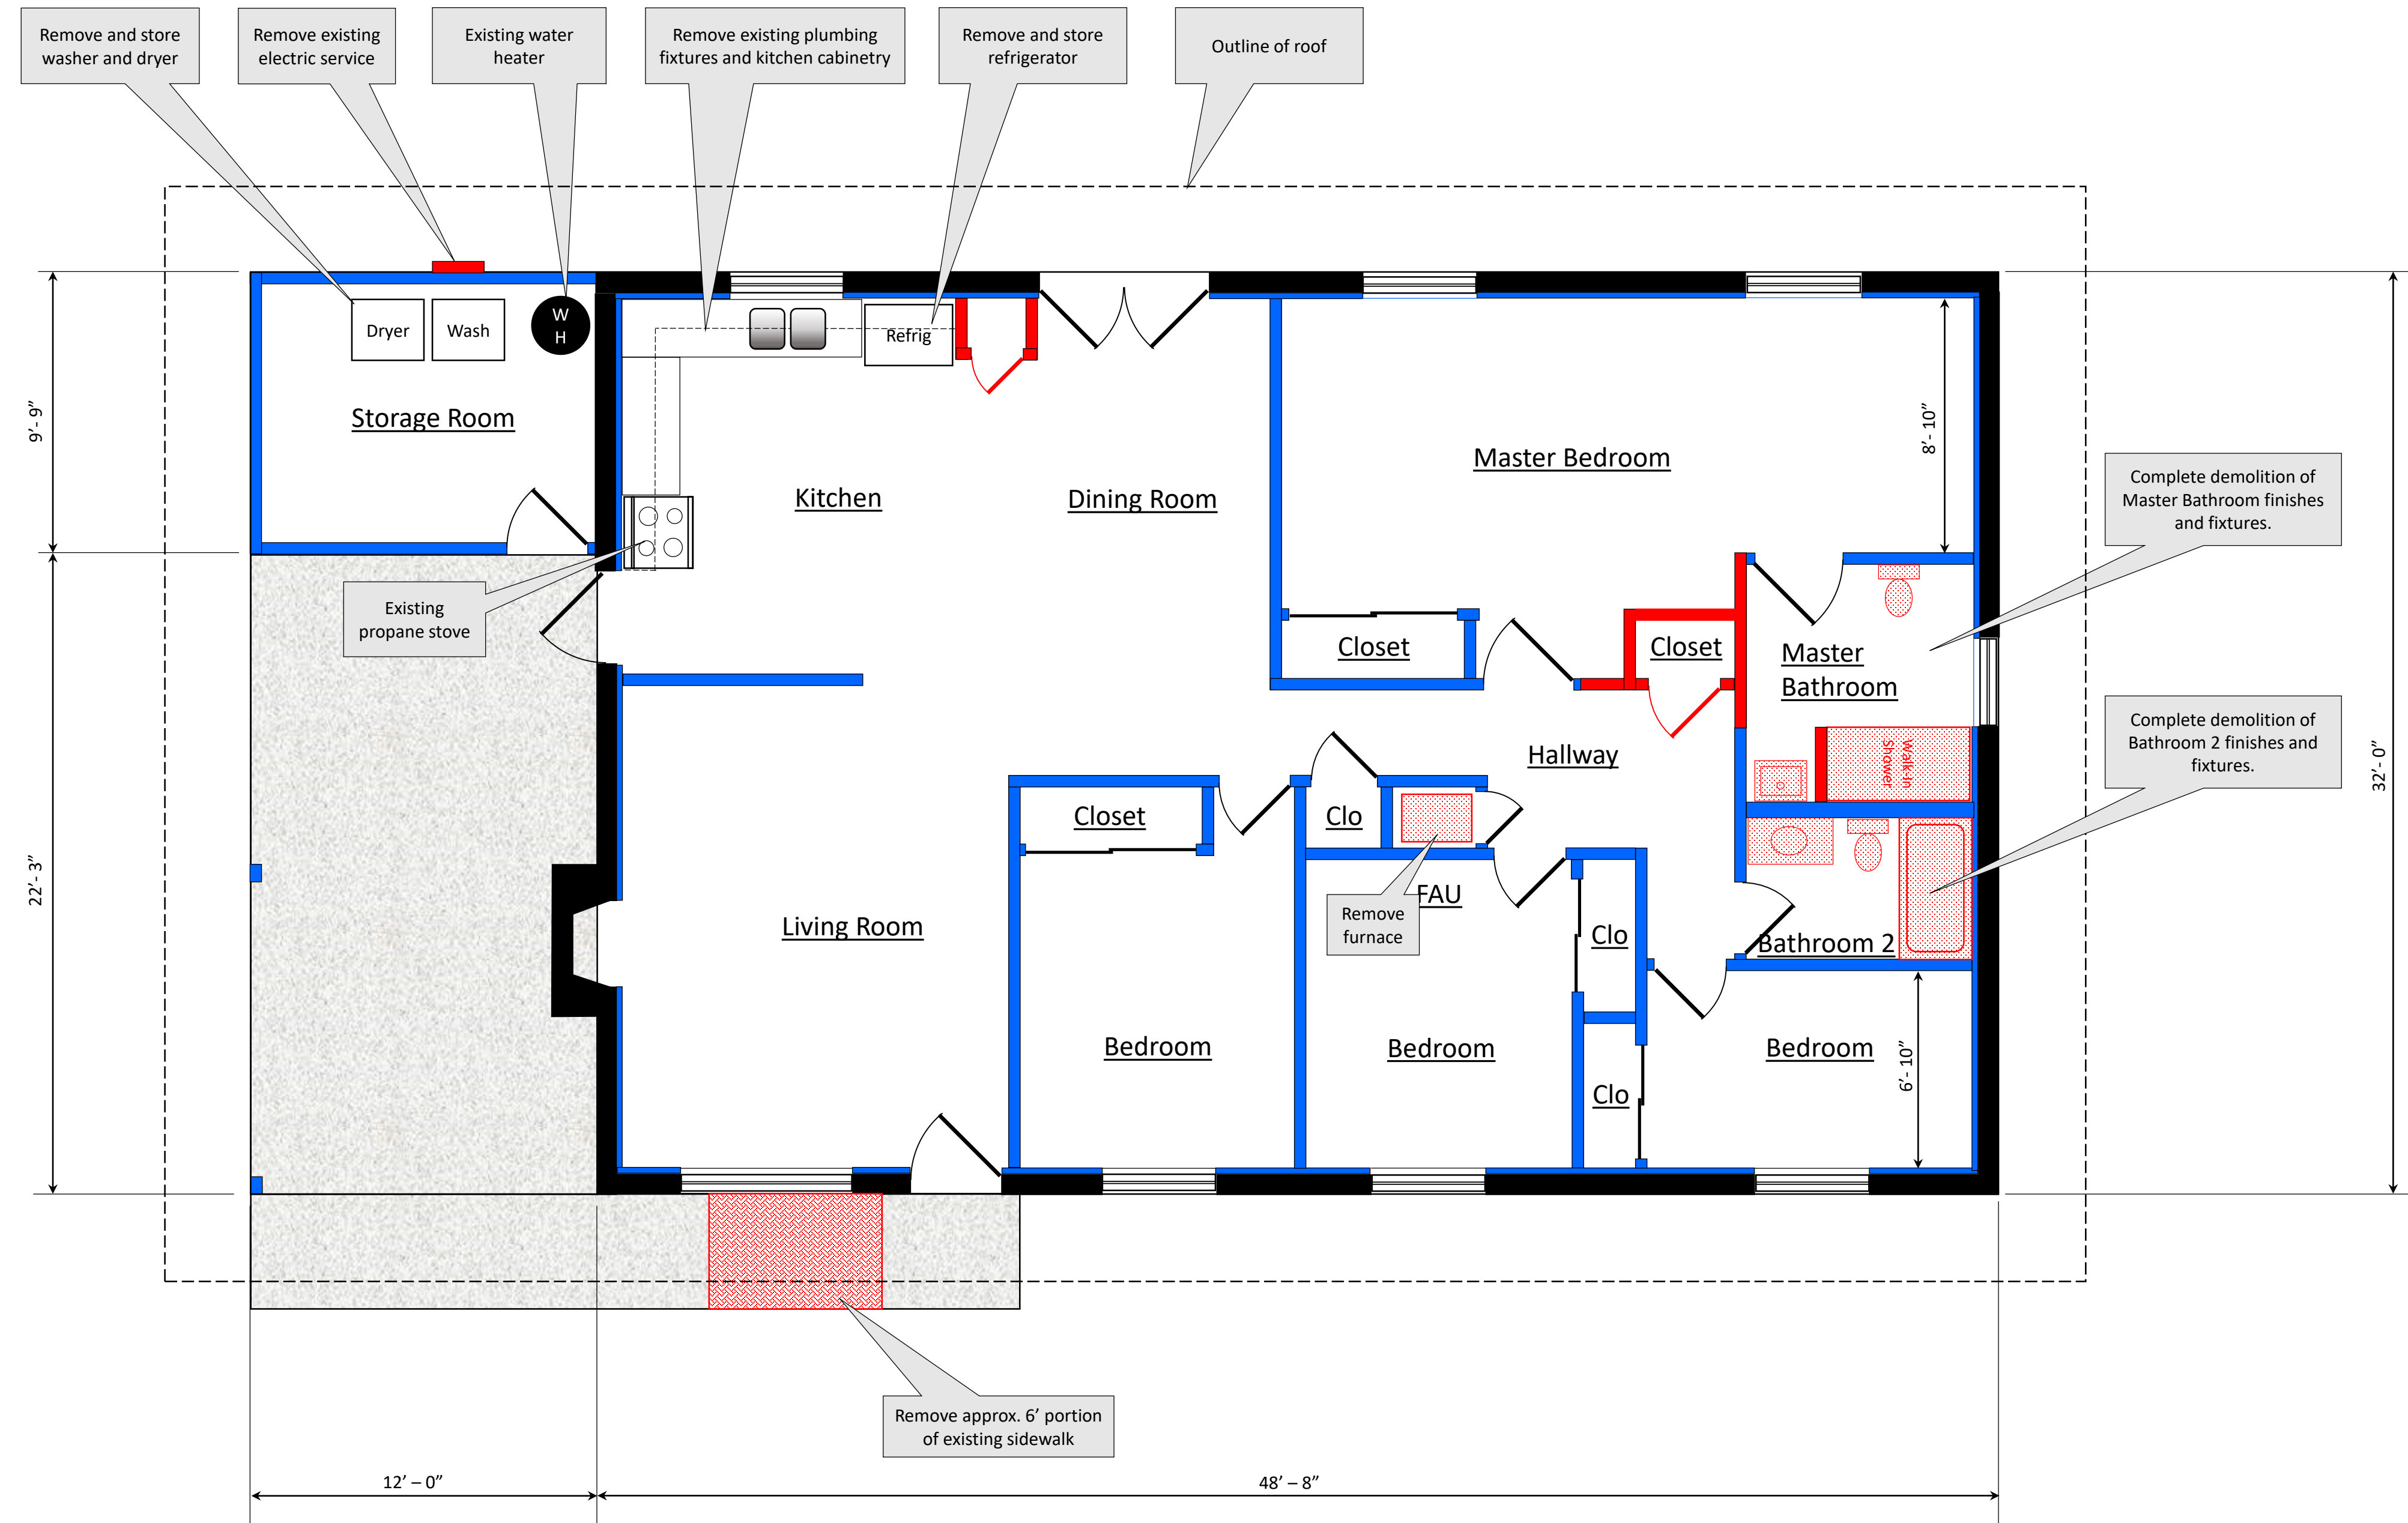 Remove and store
washer and dryer
Remove existing
electric service
Existing water
heater
Remove existing plumbing
fixtures and kitchen cabinetry
Remove and store
refrigerator
Outline of roof
Dryer
Wash
W
H
Refrig
Storage Room
9’- 9”
Kitchen
Dining Room
Master Bedroom
8’- 10”
Complete demolition of
Master Bathroom finishes
and fixtures.
Existing
propane stove
Closet
Closet
Master
Bathroom
Complete demolition of
Bathroom 2 finishes and
fixtures.
Hallway
Walk-In
Shower
32’- 0”
Closet
Clo
22’- 3”
Living Room
FAU
Remove
furnace
Clo
Bathroom 2
Bedroom
Bedroom
Bedroom
6’- 10”
Clo
Remove approx. 6’ portion
of existing sidewalk
12’ – 0”
48’ – 8”